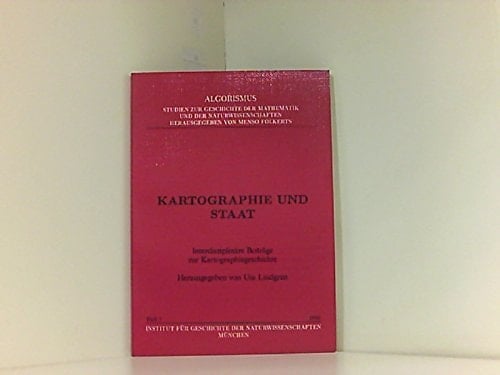 ALGORISMUS
STUDIEN ZUR GESCHICHTE DER MATHEMATIK
UND DER NATURWISSENSCHAFTEN
HERAUSGEGEBEN VON MENSO FOLKERTS
KARTOGRAPHIE UND
STAAT
Interdisziplinäre Beiträge
zur Kartographiegeschichte
Herausgegeben von Uta Lindgren
INSTITUT FÜR GESCHICHTE DER NATURWISSENSCHAFTEN
MÜNCHEN